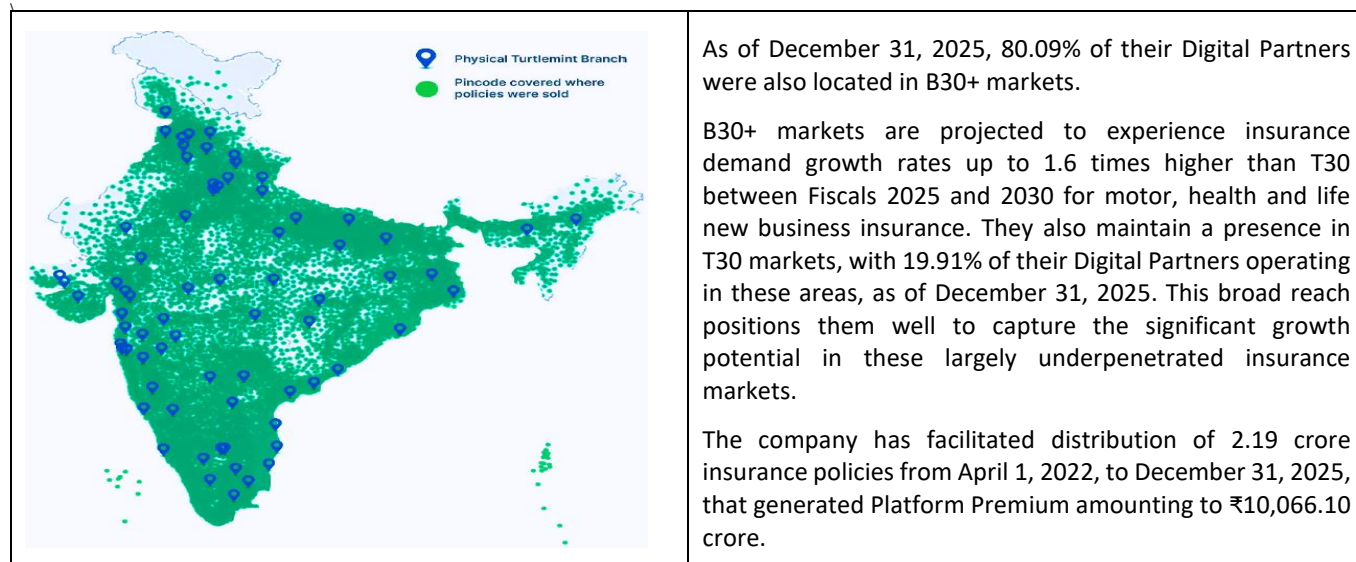 \
Physical Turtlemint Branch
Pincode covered where
policies were sold
As of December 31, 2025, 80.09% of their Digital Partners
were also located in B30+ markets.
B30+ markets are projected to experience insurance
demand growth rates up to 1.6 times higher than T30
between Fiscals 2025 and 2030 for motor, health and life
new business insurance. They also maintain a presence in
T30 markets, with 19.91% of their Digital Partners operating
in these areas, as of December 31, 2025. This broad reach
positions them well to capture the significant growth
potential in these largely underpenetrated insurance
markets.
The company has facilitated distribution of 2.19 crore
insurance policies from April 1, 2022, to December 31, 2025,
that generated Platform Premium amounting to ₹10,066.10
crore.